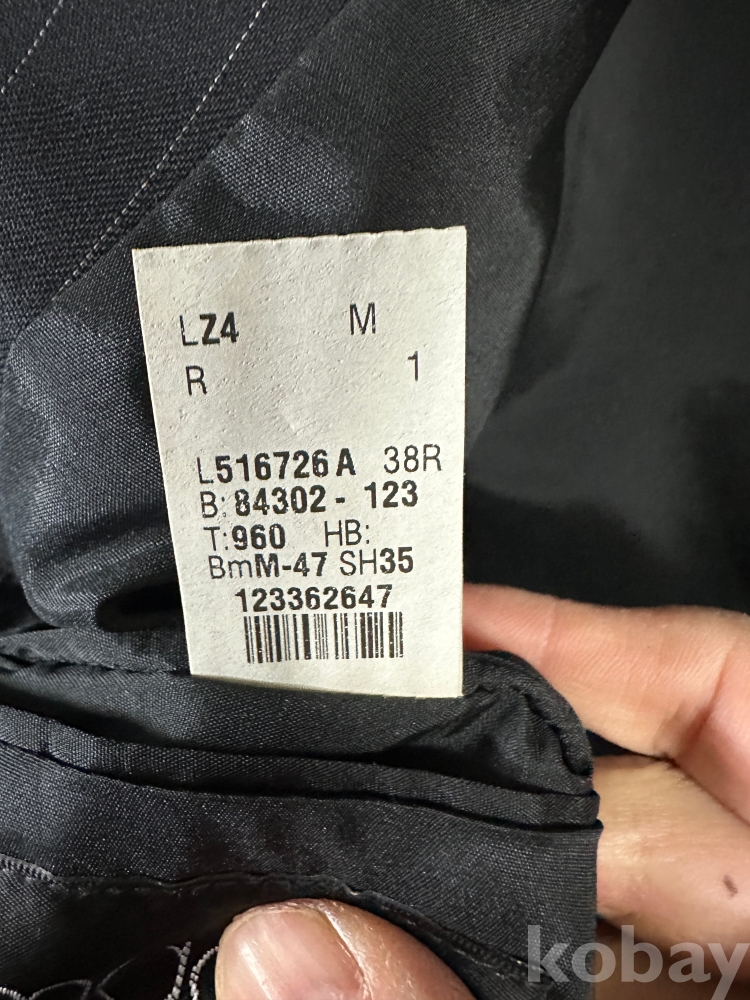 LZ4 M
R 1
L516726A 38R
B: 84302 - 123
T:960 HB:
BmM-47 SH35
123362647
kobay